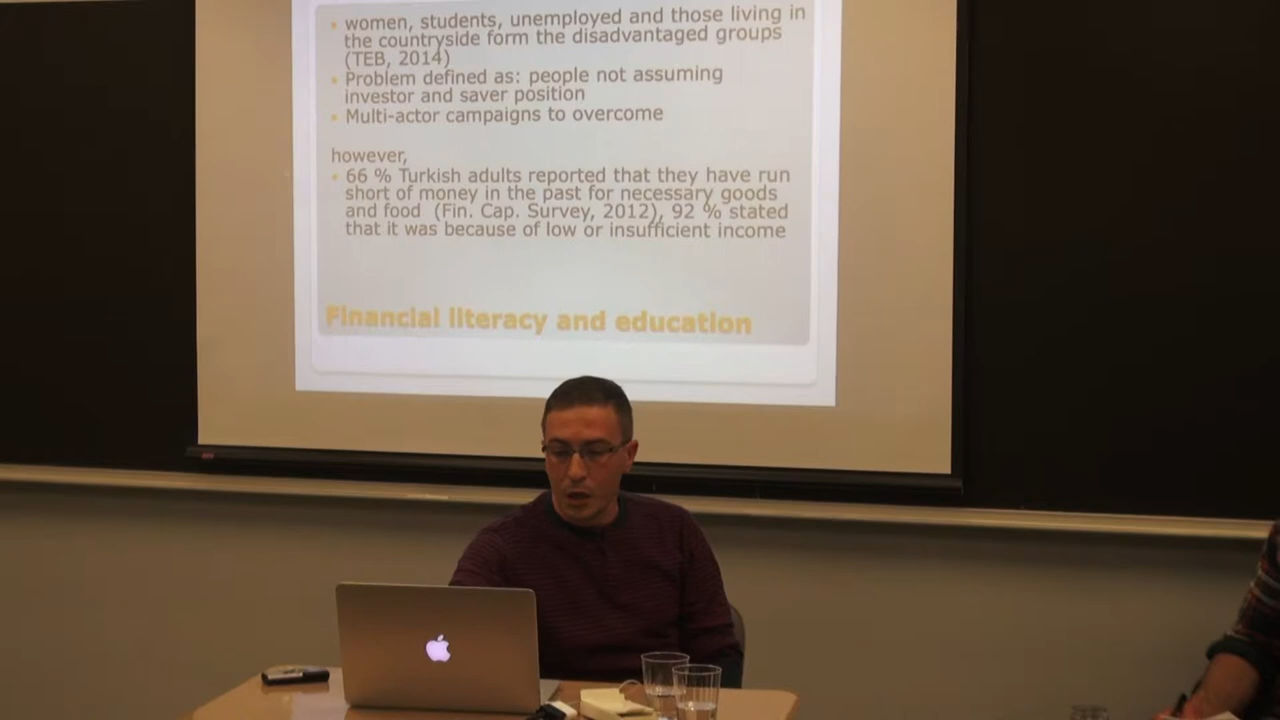 women, students, unemployed and those living in
the countryside form the disadvantaged groups
(TEB, 2014)
Problem defined as: people not assuming
investor and saver position
Multi-actor campaigns to overcome
however,
66 % Turkish adults reported that they have run
short of money in the past for necessary goods
and food (Fin. Cap. Survey, 2012), 92 % stated
that it was because of low or insufficient income
Financial literacy and education